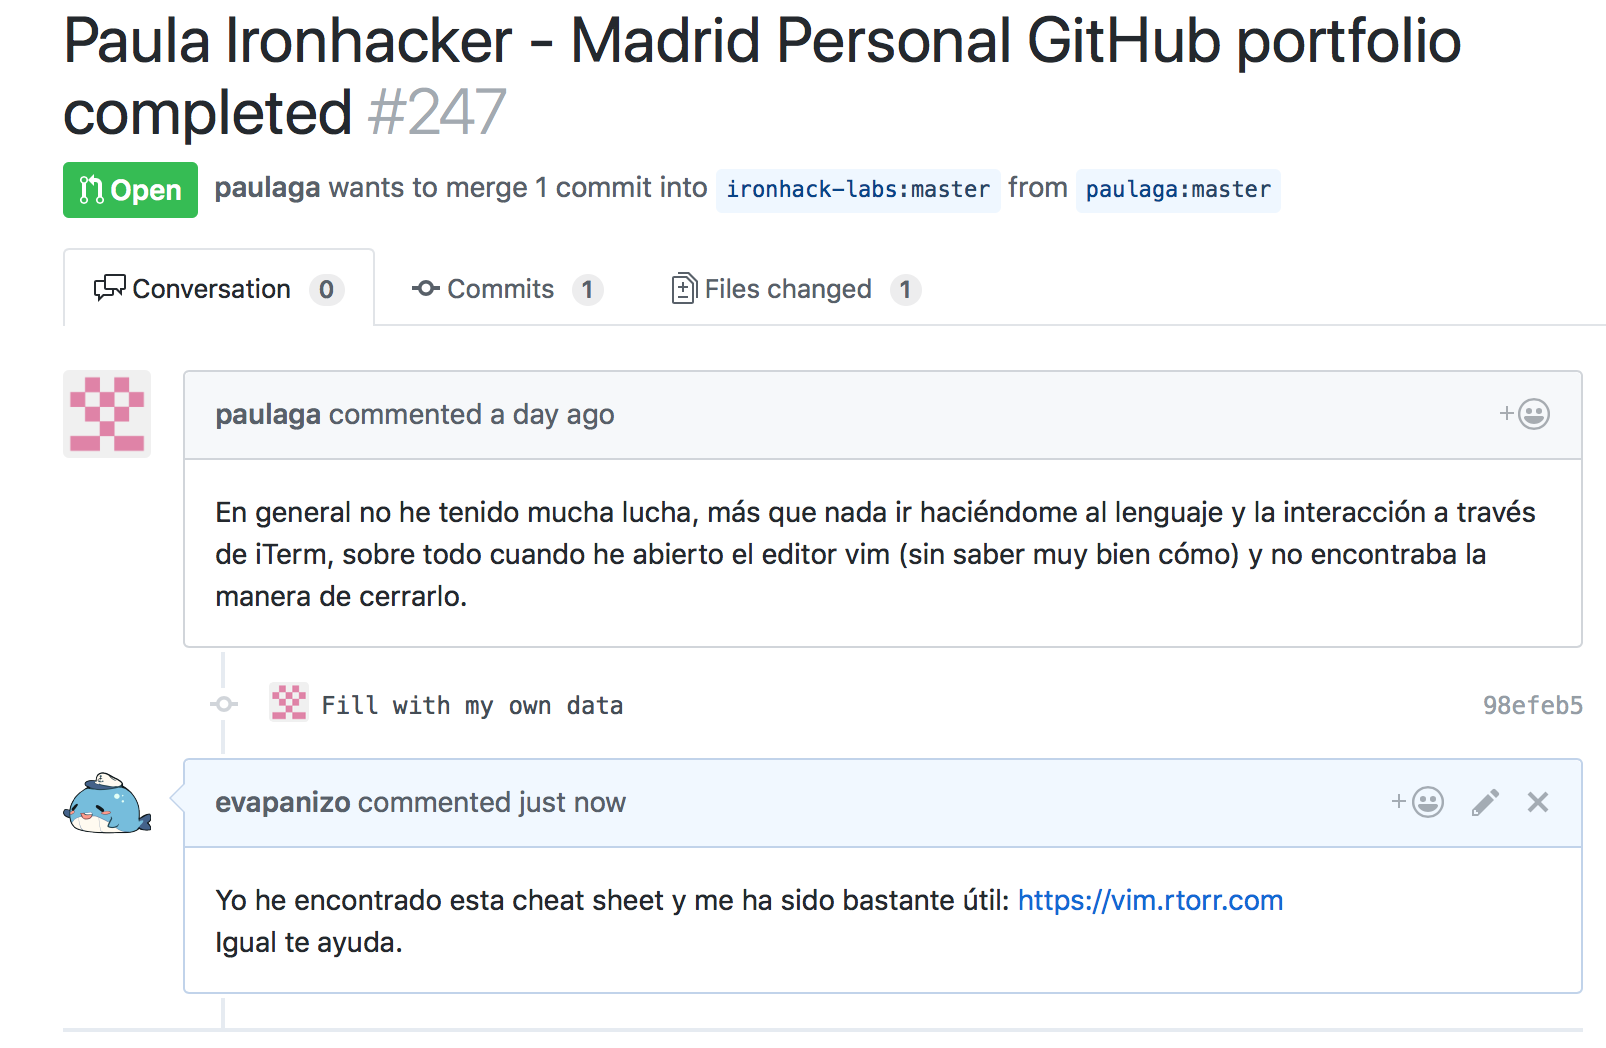 Paula Ironhacker - Madrid Personal GitHub portfolio
completed #247
Open paulaga wants to merge 1 commit into ironhack-labs:master from paulaga:master
Conversation 0 Commits 1 Files changed 1
paulaga commented a day ago
En general no he tenido mucha lucha, más que nada ir haciéndome al lenguaje y la interacción a través
de iTerm, sobre todo cuando he abierto el editor vim (sin saber muy bien cómo) y no encontraba la
manera de cerrarlo.
Fill with my own data 98efeb5
evapanizo commented just now
Yo he encontrado esta cheat sheet y me ha sido bastante útil: https://vim.rtorr.com
Igual te ayuda.